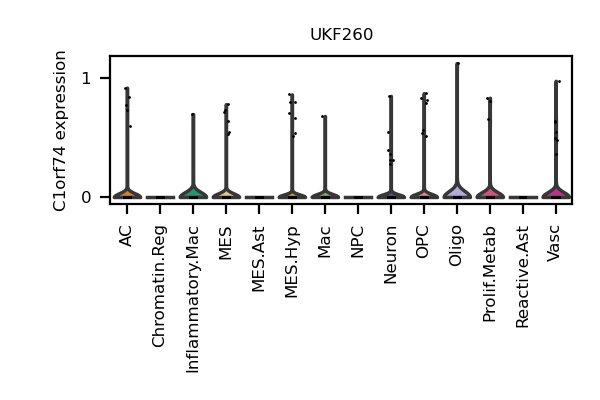 UKF260
C1orf74 expression
1
0
AC
Chromatin.Reg
Inflammatory.Mac
MES
MES.Ast
MES.Hyp
Mac
NPC
Neuron
OPC
Oligo
Prolif.Metab
Reactive.Ast
Vasc